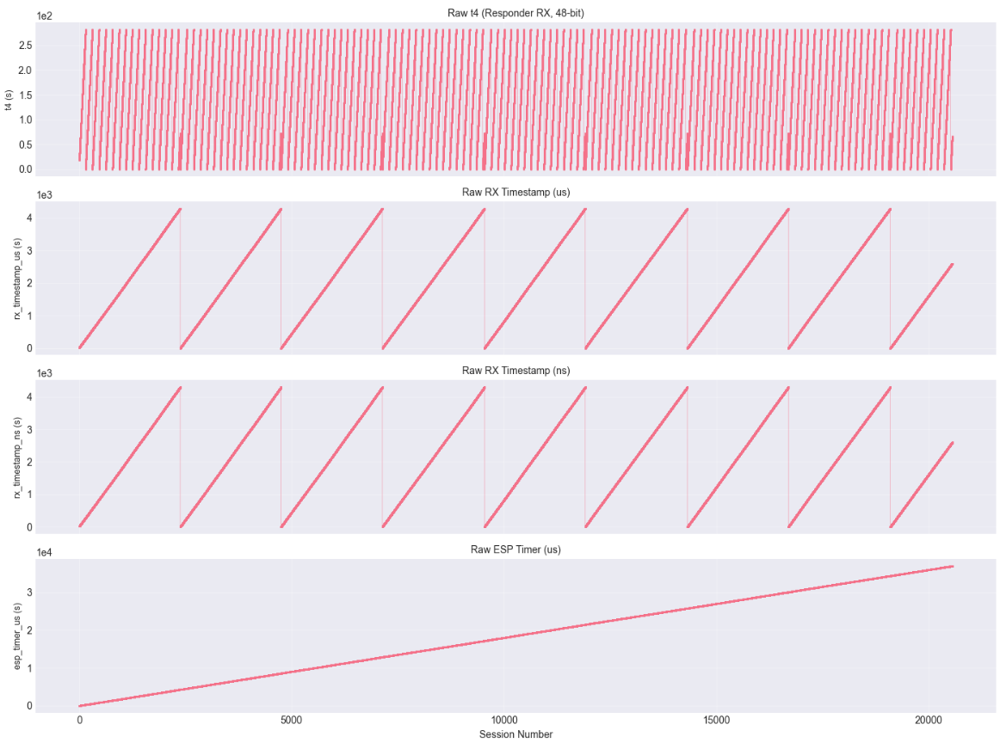 Raw t4 (Responder RX, 48-bit)
1e2
2.5
2.0
1.5
1.0
0.5
0.0
t4 (s)
Raw RX Timestamp (us)
1e3
4
3
2
1
0
rx_timestamp_us (s)
Raw RX Timestamp (ns)
1e3
4
3
2
1
0
rx_timestamp_ns (s)
Raw ESP Timer (us)
1e4
3
2
1
0
esp_timer_us (s)
0 5000 10000 15000 20000
Session Number